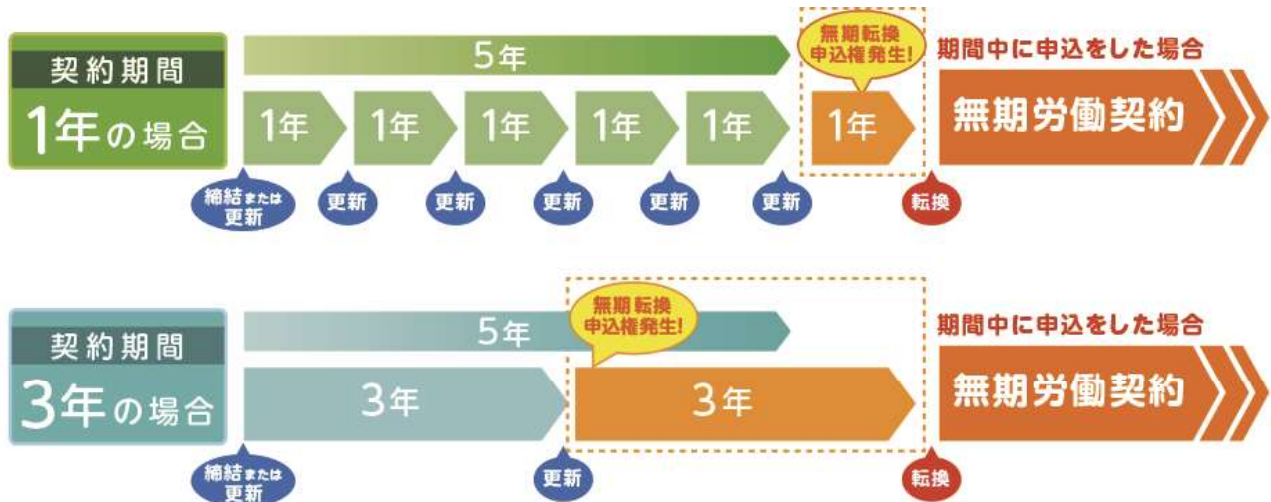 契約期間
1年の場合
5年
無期転換
申込権発生!
期間中に申込をした場合
1年
1年
1年
1年
1年
1年
無期労働契約
締結または
更新
更新
更新
更新
更新
更新
転換
契約期間
3年の場合
5年
無期転換
申込権発生!
期間中に申込をした場合
3年
3年
無期労働契約
締結または
更新
更新
転換